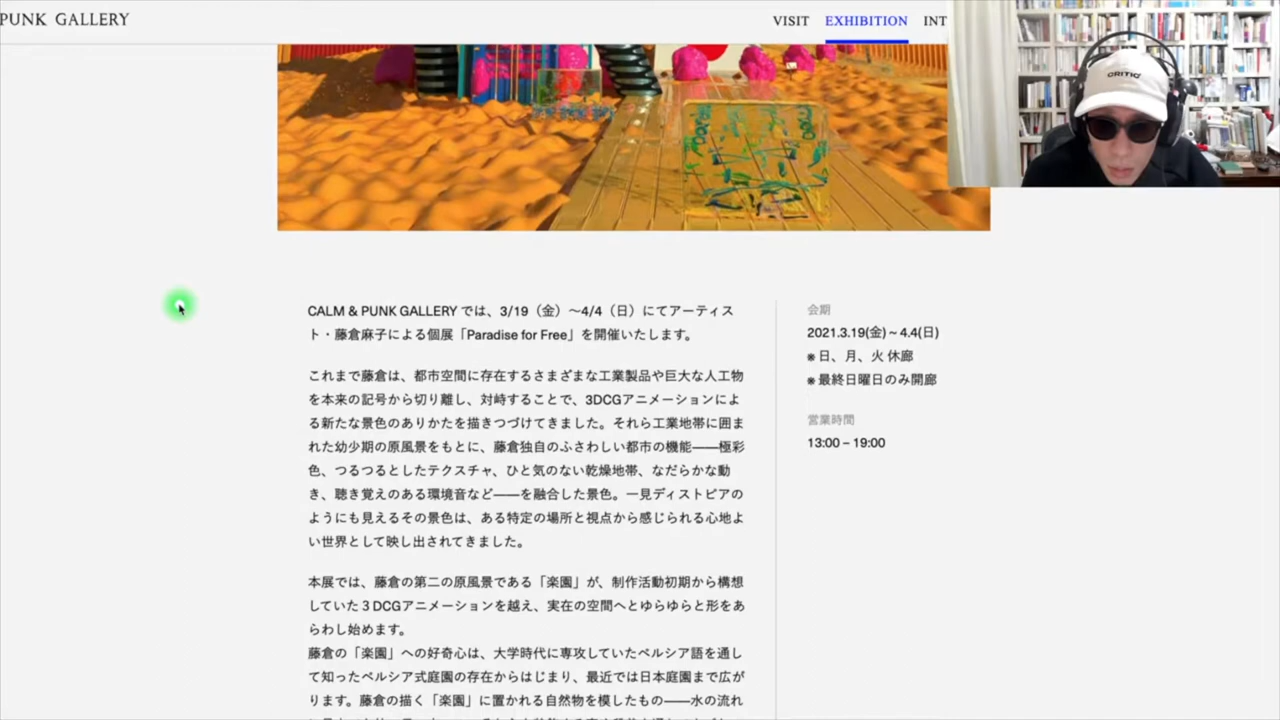 PUNK GALLERY
VISIT EXHIBITION INT
CRITIC
CALM & PUNK GALLERY では、3/19（金）〜4/4（日）にてアーティス
ト・藤倉麻子による個展「Paradise for Free」を開催いたします。
これまで藤倉は、都市空間に存在するさまざまな工業製品や巨大な人工物
を本来の記号から切り離し、対峙することで、3DCGアニメーションによ
る新たな景色のありかたを描きつづけてきました。それら工業地帯に囲ま
れた幼少期の原風景をもとに、藤倉独自のふさわしい都市の機能——極彩
色、つるつるとしたテクスチャ、ひと気のない乾燥地帯、なだらかな動
き、聴き覚えのある環境音など——を融合した景色。一見ディストピアの
ようにも見えるその景色は、ある特定の場所と視点から感じられる心地よ
い世界として映し出されてきました。
本展では、藤倉の第二の原風景である「楽園」が、制作活動初期から構想
していた 3 DCGアニメーションを越え、実在の空間へとゆらゆらと形をあ
らわし始めます。
藤倉の「楽園」への好奇心は、大学時代に専攻していたペルシア語を通し
て知ったペルシア式庭園の存在からはじまり、最近では日本庭園まで広が
ります。藤倉の描く「楽園」に置かれる自然物を模したもの——水の流れ
会期
2021.3.19(金) ~ 4.4(日)
※ 日、月、火 休廊
※ 最終日曜日のみ開廊
営業時間
13:00 – 19:00